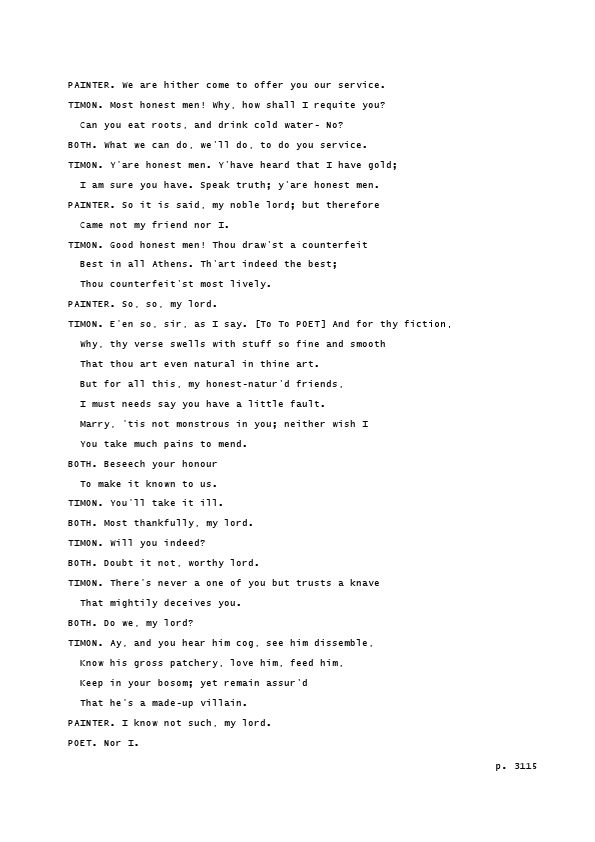 PAINTER. We are hither come to offer you our service.
TIMON. Most honest men! Why, how shall I requite you?
Can you eat roots, and drink cold water- No?
BOTH. What we can do, we'll do, to do you service.
TIMON. Y'are honest men. Y'have heard that I have gold;
I am sure you have. Speak truth; y'are honest men.
PAINTER. So it is said, my noble lord; but therefore
Came not my friend nor I.
TIMON. Good honest men! Thou draw'st a counterfeit
Best in all Athens. Th'art indeed the best;
Thou counterfeit'st most lively.
PAINTER. So, so, my lord.
TIMON. E'en so, sir, as I say. [To To POET] And for thy fiction,
Why, thy verse swells with stuff so fine and smooth
That thou art even natural in thine art.
But for all this, my honest-natur'd friends,
I must needs say you have a little fault.
Marry, 'tis not monstrous in you; neither wish I
You take much pains to mend.
BOTH. Beseech your honour
To make it known to us.
TIMON. You'll take it ill.
BOTH. Most thankfully, my lord.
TIMON. Will you indeed?
BOTH. Doubt it not, worthy lord.
TIMON. There's never a one of you but trusts a knave
That mightily deceives you.
BOTH. Do we, my lord?
TIMON. Ay, and you hear him cog, see him dissemble,
Know his gross patchery, love him, feed him,
Keep in your bosom; yet remain assur'd
That he's a made-up villain.
PAINTER. I know not such, my lord.
POET. Nor I.
p. 3115